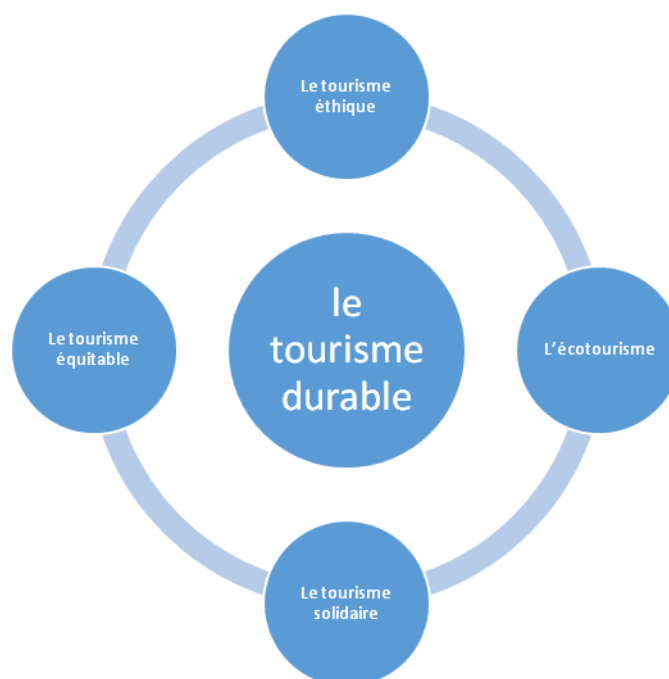 Le tourisme
éthique
Le tourisme
équitable
le
tourisme
durable
L'écotourisme
Le tourisme
solidaire